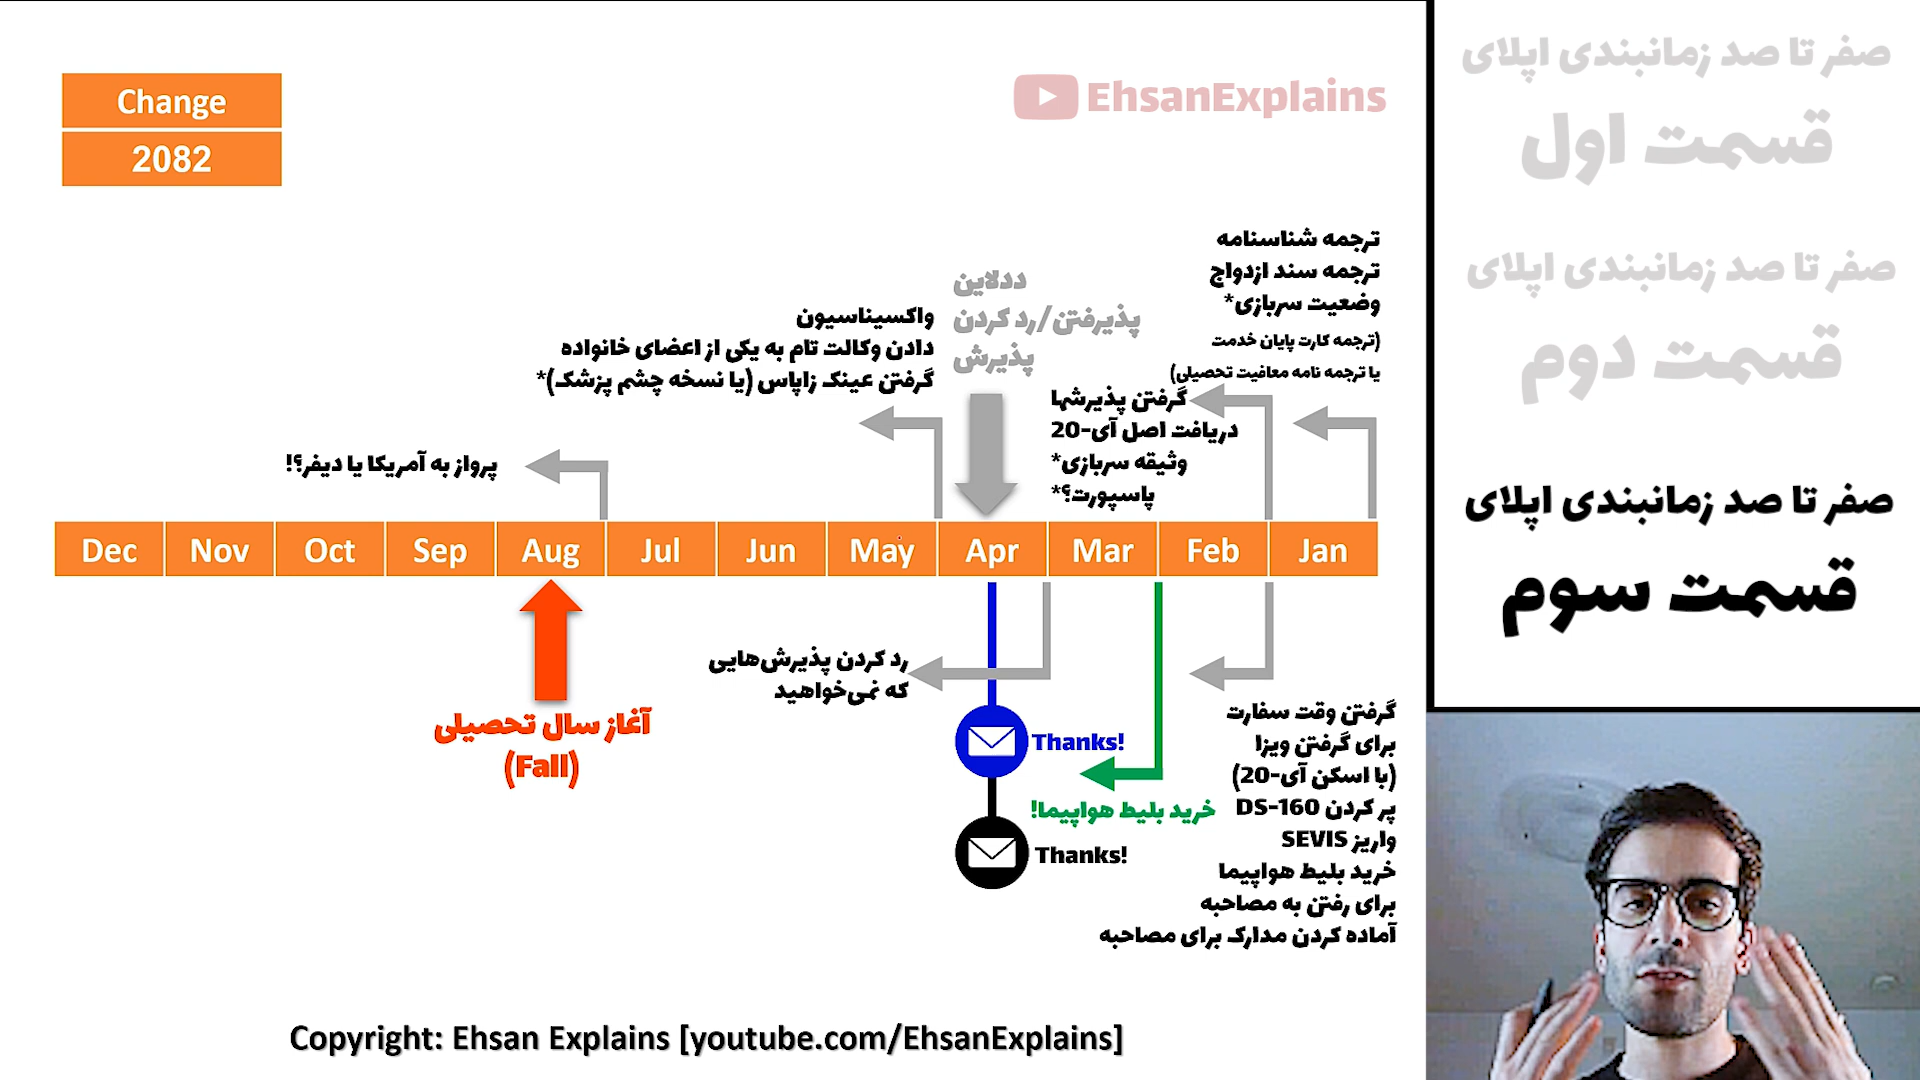 Change
2082
EhsanExplains
صفر تا صد زمانبندی اپلای
قسمت اول
صفر تا صد زمانبندی اپلای
قسمت دوم
صفر تا صد زمانبندی اپلای
قسمت سوم
ترجمه شناسنامه
ترجمه سند ازدواج
وضعیت سربازی*
(ترجمه کارت پایان خدمت
یا ترجمه نامه معافیت تحصیلی)
گرفتن پذیرشها
دریافت اصل آی-20
وثیقه سربازی*
پاسپورت؟*
ددلاین
پذیرفتن/رد کردن
پذیرش
واکسیناسیون
دادن وکالت تام به یکی از اعضای خانواده
گرفتن عینک زاپاس (یا نسخه چشم پزشک)*
پرواز به آمریکا یا دیفر؟!
Dec Nov Oct Sep Aug Jul Jun May Apr Mar Feb Jan
آغاز سال تحصیلی
(Fall)
رد کردن پذیرش‌هایی
که نمی‌خواهید
Thanks!
Thanks!
خرید بلیط هواپیما!
گرفتن وقت سفارت
برای گرفتن ویزا
(با اسکن آی-20)
پر کردن DS-160
واریز SEVIS
خرید بلیط هواپیما
برای رفتن به مصاحبه
آماده کردن مدارک برای مصاحبه
Copyright: Ehsan Explains [youtube.com/EhsanExplains]